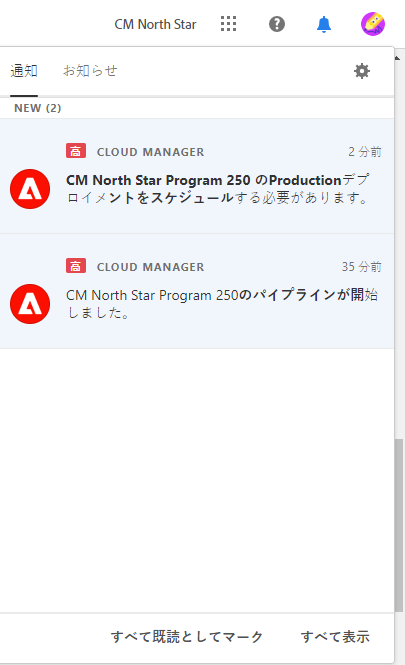 CM North Star
通知 お知らせ
NEW (2)
高 CLOUD MANAGER 2 分前
CM North Star Program 250 のProductionデプ
ロイメントをスケジュールする必要があります。
高 CLOUD MANAGER 35 分前
CM North Star Program 250のパイプラインが開始
しました。
すべて既読としてマーク すべて表示